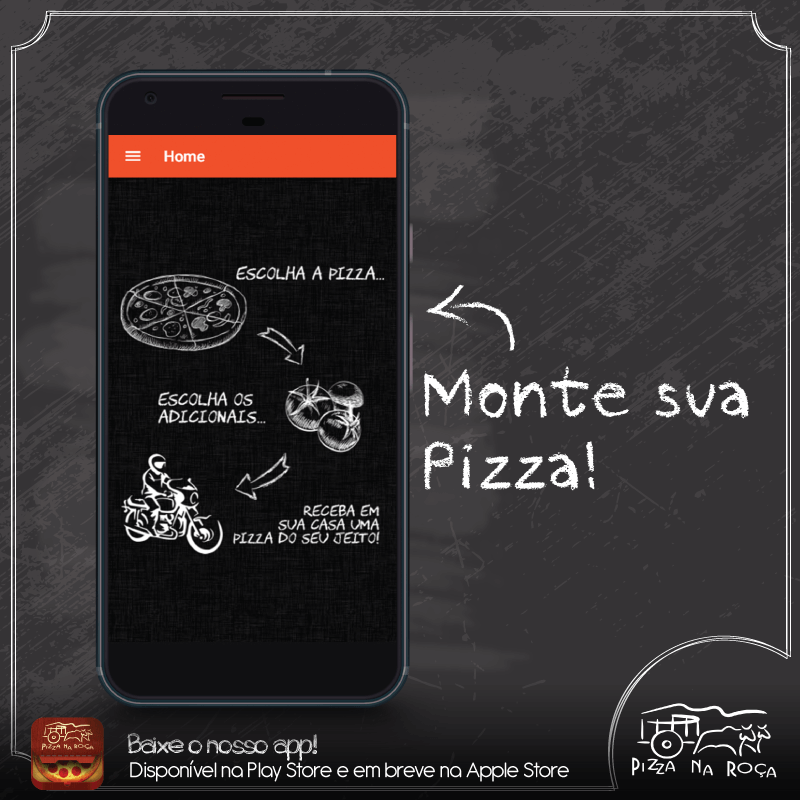 Home
ESCOLHA A PIZZA...
ESCOLHA OS
ADICIONAIS...
RECEBA EM
SUA CASA UMA
PIZZA DO SEU JEITO!
Monte sua
Pizza!
PIZZA NA ROÇA
Baixe o nosso app!
Disponível na Play Store e em breve na Apple Store
PIZZA NA ROÇA